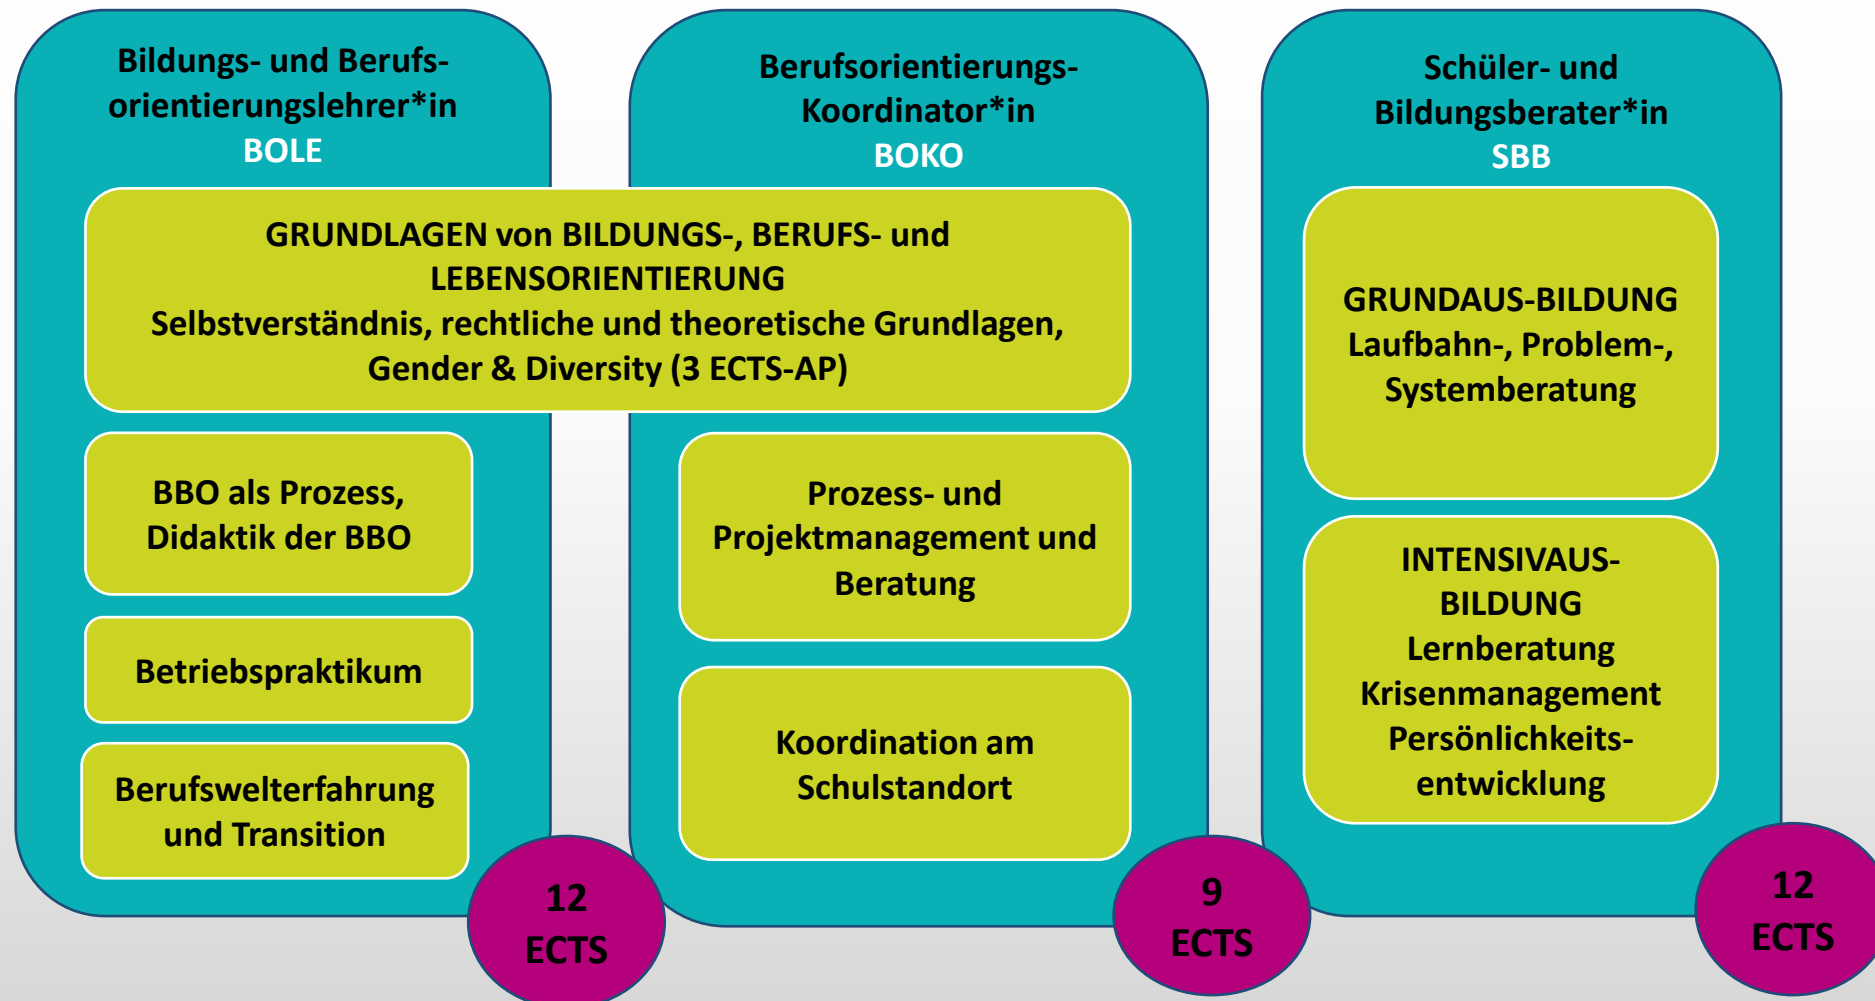 Bildungs- und Berufs-
orientierungslehrer*in
BOLE
Berufsorientierungs-
Koordinator*in
BOKO
Schüler- und
Bildungsberater*in
SBB
GRUNDLAGEN von BILDUNGS-, BERUFS- und
LEBENSORIENTIERUNG
Selbstverständnis, rechtliche und theoretische Grundlagen,
Gender & Diversity (3 ECTS-AP)
BBO als Prozess,
Didaktik der BBO
Betriebspraktikum
Berufswelterfahrung
und Transition
12
ECTS
Prozess- und
Projektmanagement und
Beratung
Koordination am
Schulstandort
9
ECTS
GRUNDAUS-BILDUNG
Laufbahn-, Problem-,
Systemberatung
INTENSIVAUS-
BILDUNG
Lernberatung
Krisenmanagement
Persönlichkeits-
entwicklung
12
ECTS